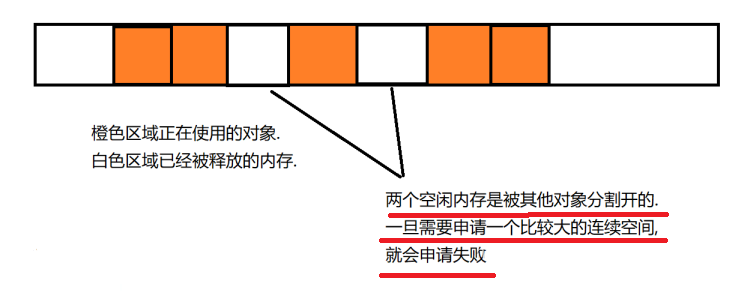 橙色区域正在使用的对象.
白色区域已经被释放的内存.
两个空闲内存是被其他对象分割开的.
一旦需要申请一个比较大的连续空间,
就会申请失败